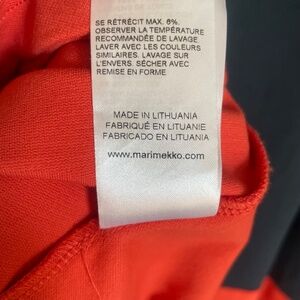 SE RÉTRÉCIT MAX. 8%.
OBSERVER LA TEMPÉRATURE
RECOMMANDÉE DE LAVAGE
LAVER AVEC LES COULEURS
SIMILAIRES. LAVAGE SUR
L'ENVERS. SÉCHER AVEC
REMISE EN FORME
MADE IN LITHUANIA
FABRIQUÉ EN LITUANIE
FABRICADO EN LITUANIA
www.marimekko.com